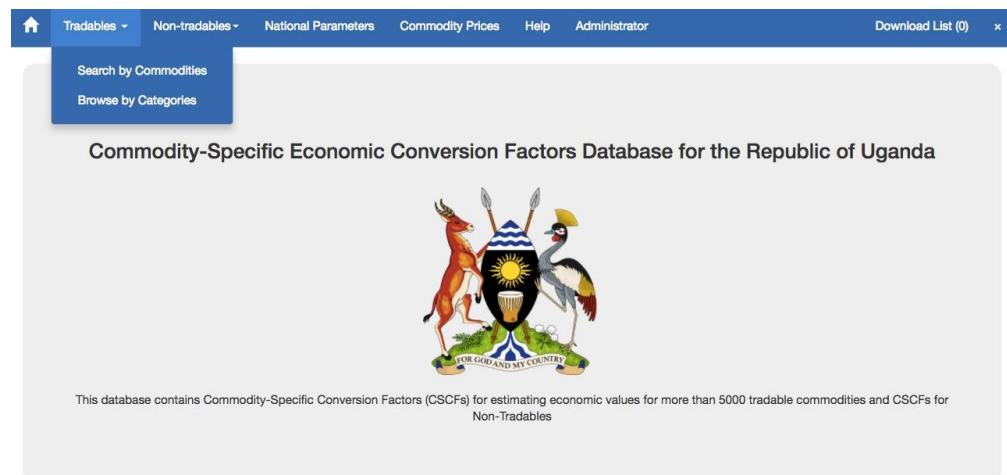 Tradables Non-tradables National Parameters Commodity Prices Help Administrator Download List (0) ×
Search by Commodities
Browse by Categories
Commodity-Specific Economic Conversion Factors Database for the Republic of Uganda
FOR GOD AND MY COUNTRY
This database contains Commodity-Specific Conversion Factors (CSCFs) for estimating economic values for more than 5000 tradable commodities and CSCFs for
Non-Tradables